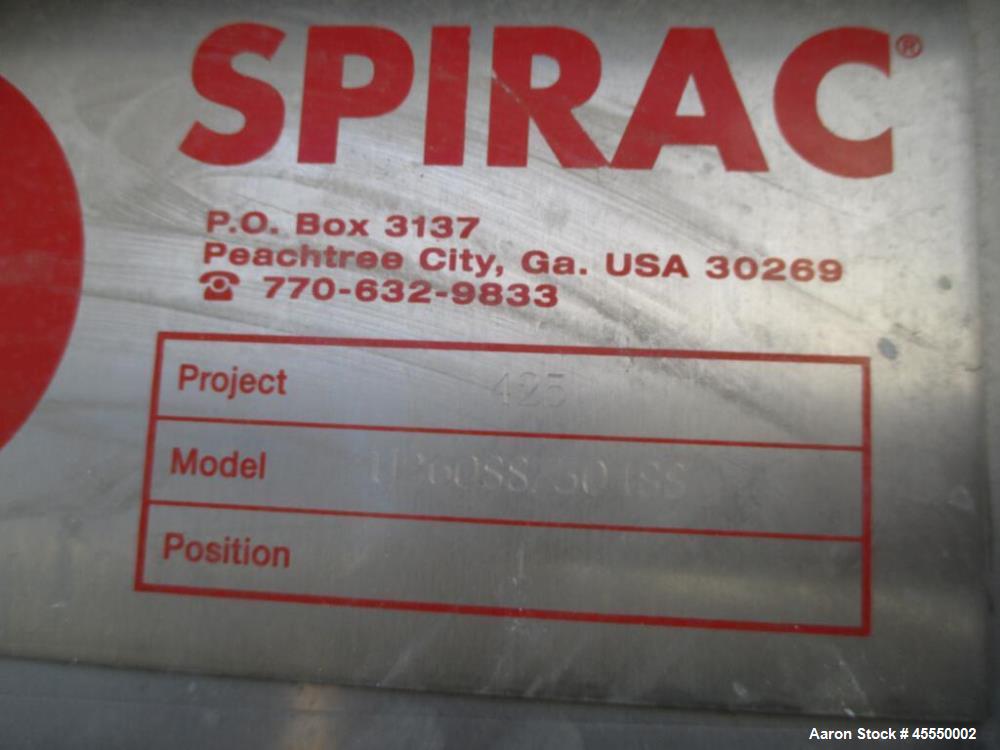 SPIRAC®
P.O. Box 3137
Peachtree City, Ga. USA 30269
☎ 770-632-9833
Project 425
Model
Position
Aaron Stock # 45550002